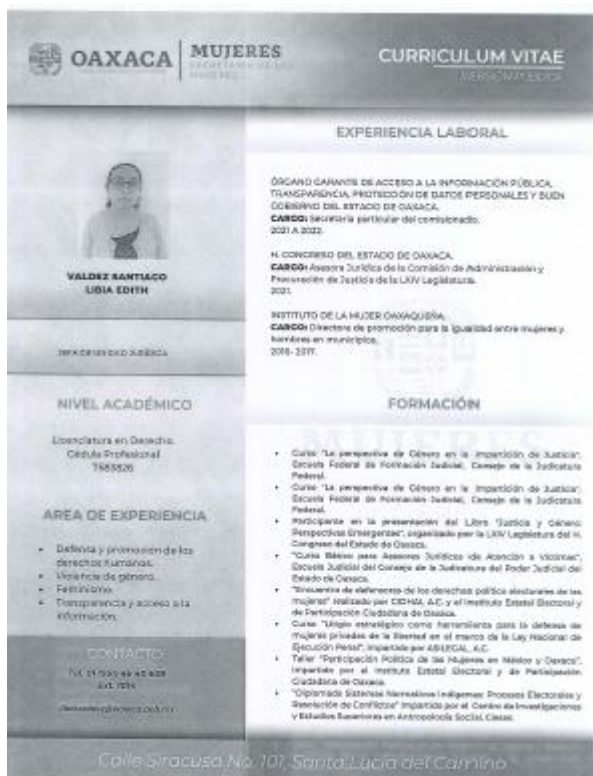 OAXACA
MUJERES
SECRETARÍA DE LAS
MUJERES
CURRICULUM VITAE
VERSIÓN PÚBLICA
VALDEZ SANTIAGO
LIBIA EDITH
JEFA DE UNIDAD JURÍDICA
NIVEL ACADÉMICO
Licenciatura en Derecho.
Cédula Profesional
AREA DE EXPERIENCIA
• Defensa y promoción de los
derechos humanos.
• Violencia de género.
• Feminismo.
• Transparencia y acceso a la
información.
CONTACTO
EXPERIENCIA LABORAL
ÓRGANO GARANTE DE ACCESO A LA INFORMACIÓN PÚBLICA,
TRANSPARENCIA, PROTECCIÓN DE DATOS PERSONALES Y BUEN
GOBIERNO DEL ESTADO DE OAXACA.
CARGO: Secretaria particular del comisionado.
2021 A 2022.
H. CONGRESO DEL ESTADO DE OAXACA.
CARGO: Asesora Jurídica de la Comisión de Administración y
Procuración de Justicia de la LXIV Legislatura.
2021.
INSTITUTO DE LA MUJER OAXAQUEÑA.
CARGO: Directora de promoción para la igualdad entre mujeres y
hombres en municipios.
2016- 2017.
FORMACIÓN
• Curso "La perspectiva de Género en la Impartición de Justicia",
Escuela Federal de Formación Judicial, Consejo de la Judicatura
Federal.
• Curso "La perspectiva de Género en la Impartición de Justicia",
Escuela Federal de Formación Judicial, Consejo de la Judicatura
Federal.
• Participante en la presentación del Libro "Justicia y Género:
Perspectivas Emergentes", organizado por la LXIV Legislatura del H.
Congreso del Estado de Oaxaca.
• "Curso Básico para Asesores Jurídicos de Atención a Víctimas",
Escuela Judicial del Consejo de la Judicatura del Poder Judicial del
Estado de Oaxaca.
• "Encuentro de defensoras de los derechos político electorales de las
mujeres" realizado por CIDHAL, A.C. y el Instituto Estatal Electoral y
de Participación Ciudadana de Oaxaca.
• Curso "Litigio estratégico como herramienta para la defensa de
mujeres privadas de la libertad en el marco de la Ley Nacional de
Ejecución Penal", impartido por ASILEGAL, A.C.
• Taller "Participación Política de las Mujeres en México y Oaxaca",
impartido por el Instituto Estatal Electoral y de Participación
Ciudadana de Oaxaca.
• "Diplomado Sistemas Normativos Indígenas: Procesos Electorales y
Resolución de Conflictos" impartido por el Centro de Investigaciones
y Estudios Superiores en Antropología Social, Ciesas.
Calle Siracusa No. 101, Santa Lucía del Camino